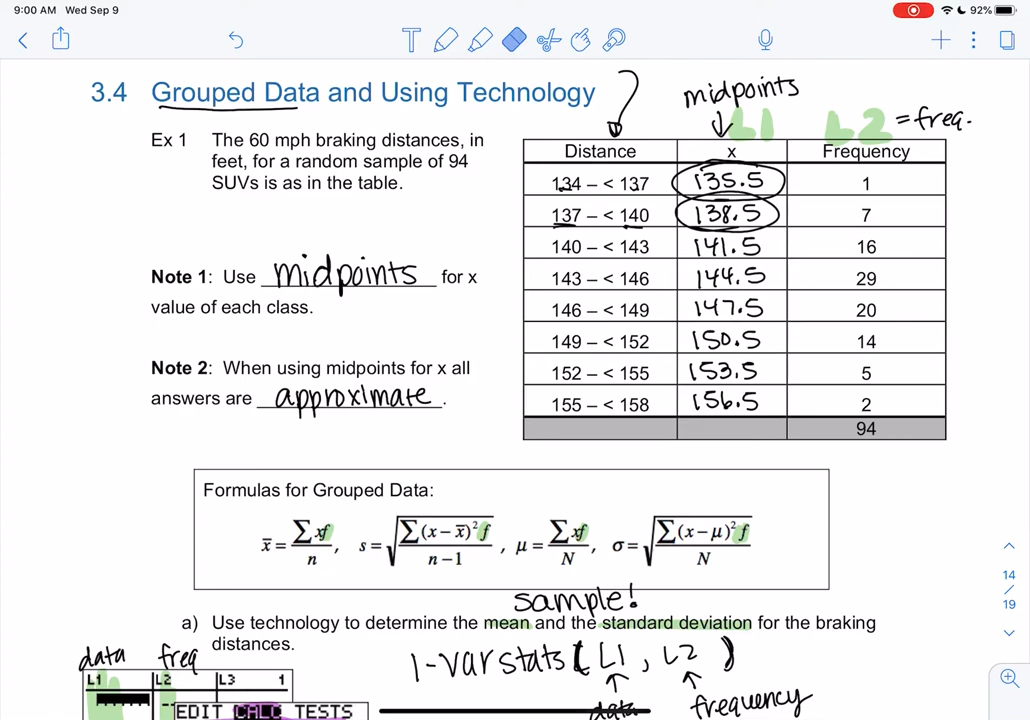 9:00 AM Wed Sep 9
92%
3.4 Grouped Data and Using Technology
midpoints
L1
L2 = freq.
Ex 1 The 60 mph braking distances, in
feet, for a random sample of 94
SUVs is as in the table.
Distance x Frequency
134 – < 137 135.5 1
137 – < 140 138.5 7
140 – < 143 141.5 16
143 – < 146 144.5 29
146 – < 149 147.5 20
149 – < 152 150.5 14
152 – < 155 153.5 5
155 – < 158 156.5 2
94
Note 1: Use midpoints for x
value of each class.
Note 2: When using midpoints for x all
answers are approximate.
Formulas for Grouped Data:
x̄ = ∑xf / n, s = √(∑(x – x̄)² f / n – 1), μ = ∑xf / N, σ = √(∑(x – μ)² f / N)
sample!
a) Use technology to determine the mean and the standard deviation for the braking
distances.
1-var stats (L1, L2)
data frequency
data freq
L1 L2 L3 1
EDIT CALC TESTS
14
/
19